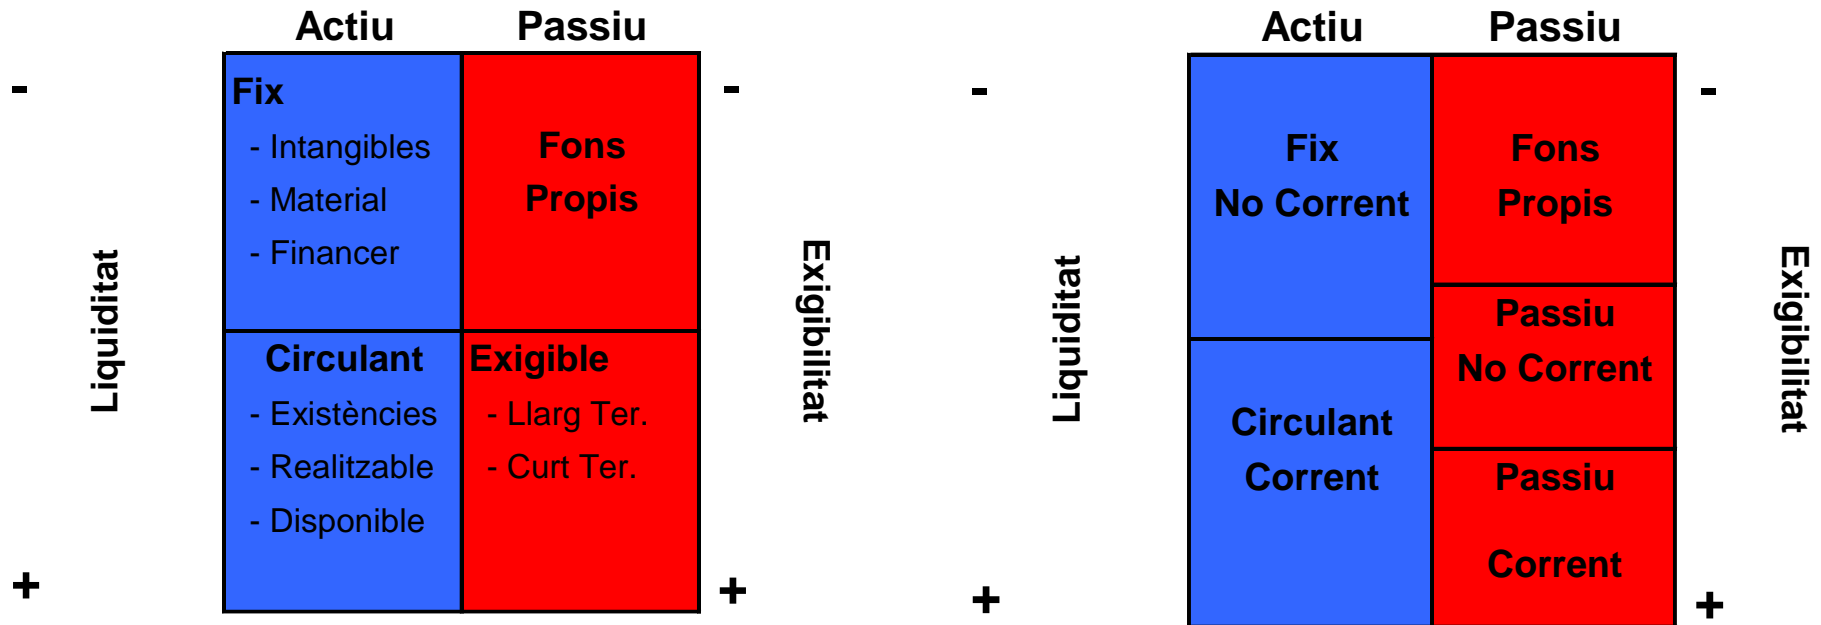 Actiu Passiu
-
Fix
- Intangibles
- Material
- Financer
Fons
Propis
-
Liquiditat
Exigibilitat
Circulant
- Existències
- Realitzable
- Disponible
Exigible
- Llarg Ter.
- Curt Ter.
+
+
Actiu Passiu
-
Fix
No Corrent
Fons
Propis
-
Liquiditat
Exigibilitat
Passiu
No Corrent
Circulant
Corrent
Passiu
Corrent
+
+